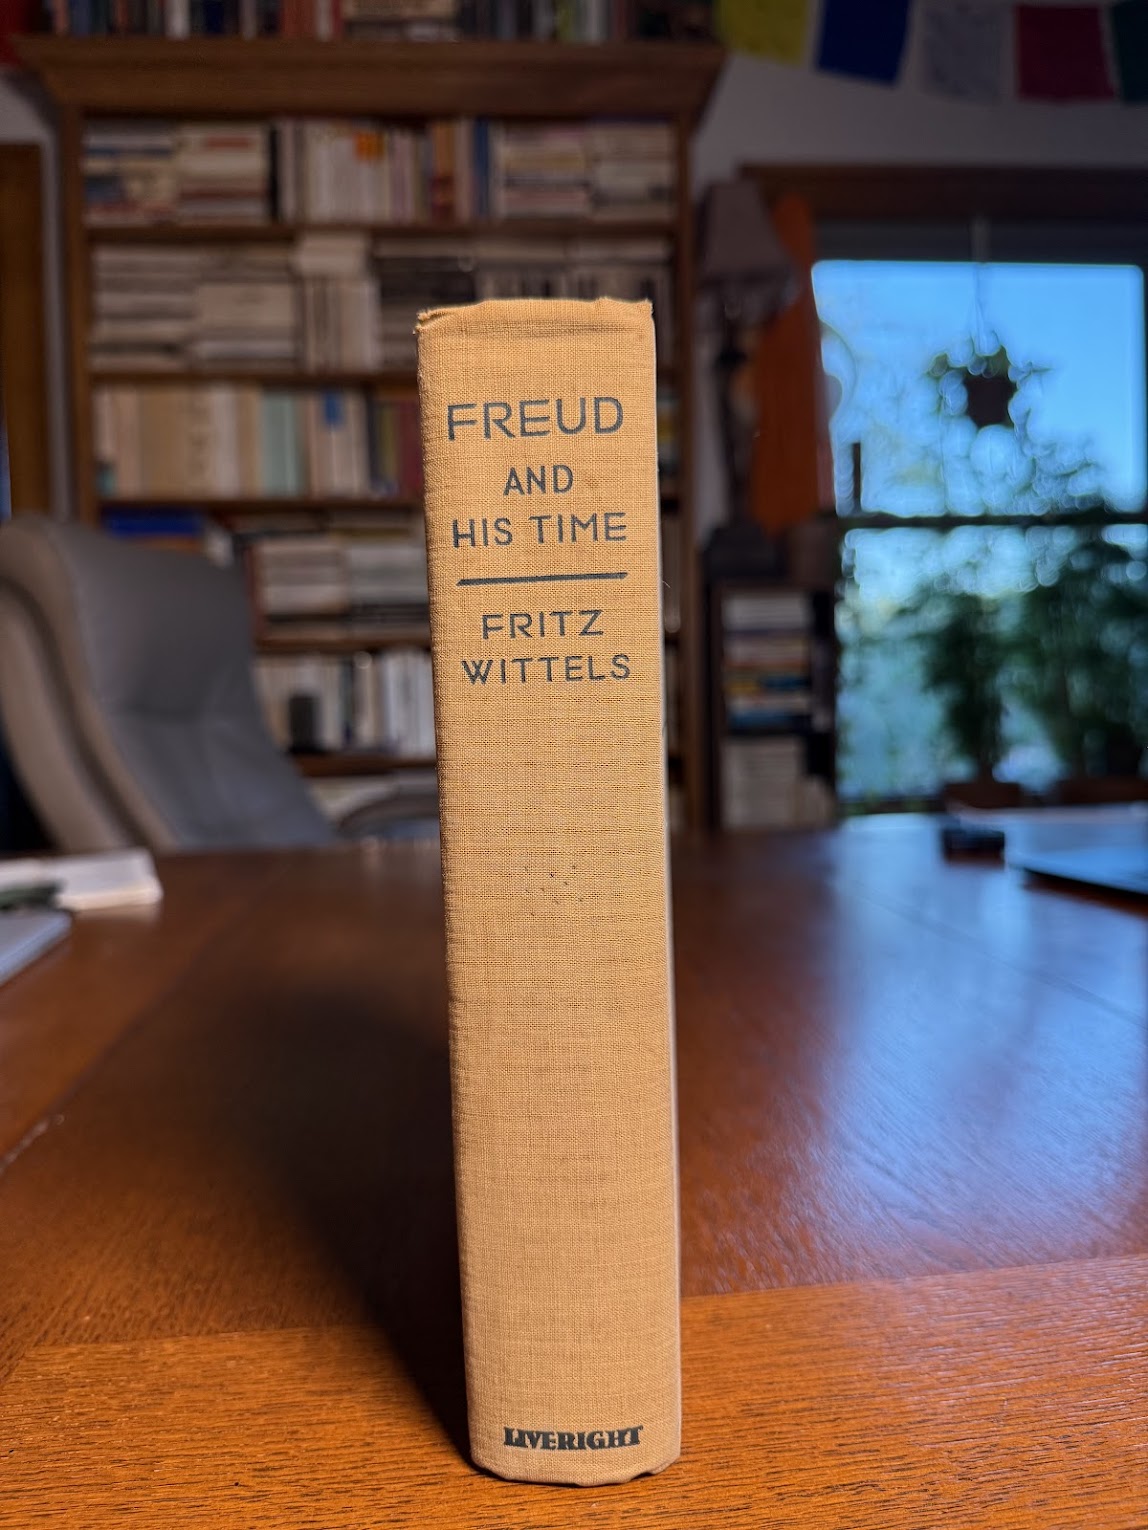 FREUD
AND
HIS TIME
FRITZ
WITTELS
LIVERIGHT